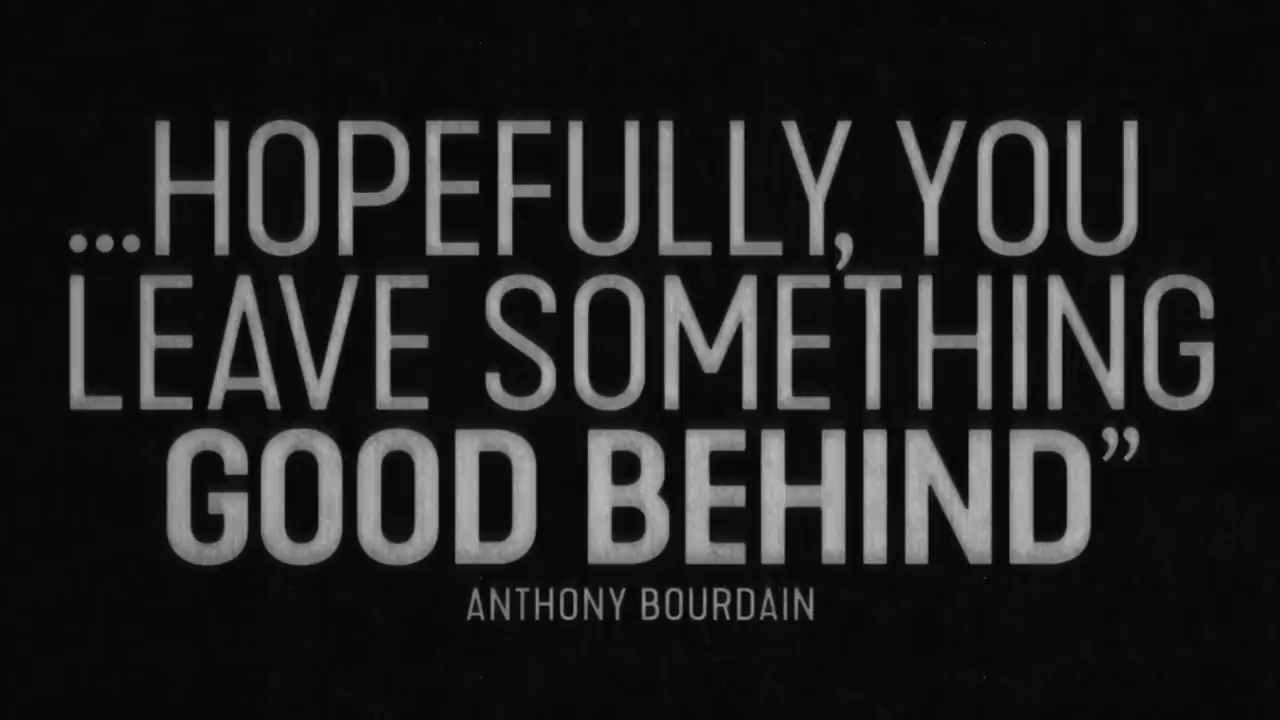 ...HOPEFULLY, YOU
LEAVE SOMETHING
GOOD BEHIND”
ANTHONY BOURDAIN